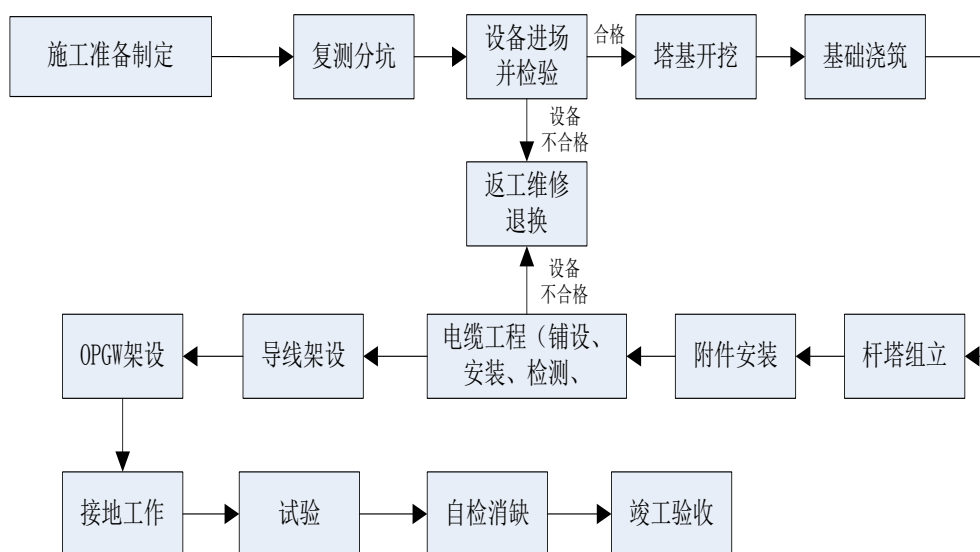 施工准备制定
复测分坑
设备进场
并检验
合格
塔基开挖
基础浇筑
设备
不合格
返工维修
退换
设备
不合格
OPGW架设
导线架设
电缆工程（铺设、
安装、检测、
附件安装
杆塔组立
接地工作
试验
自检消缺
竣工验收